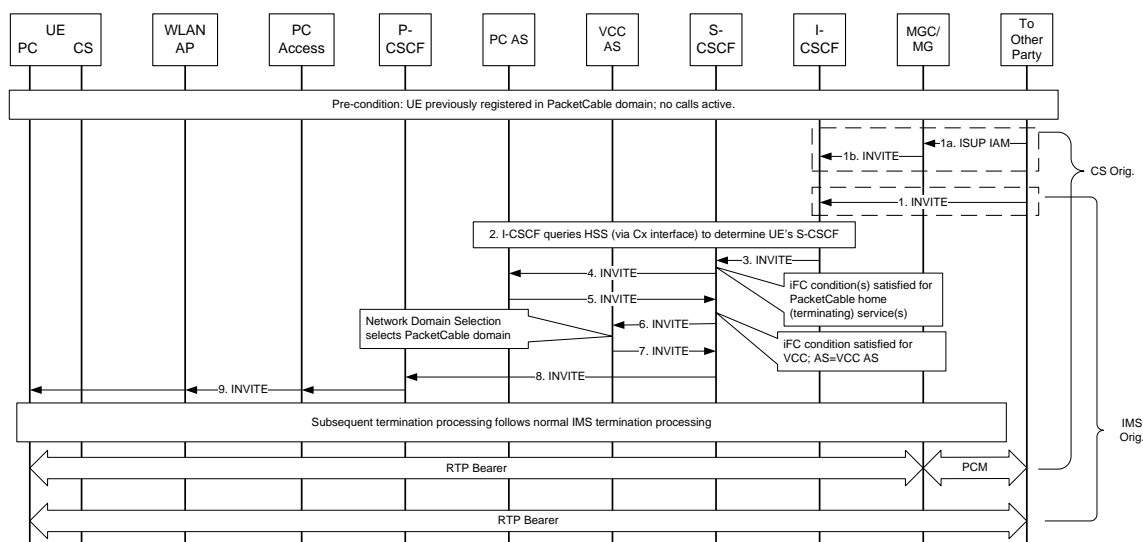 UE
PC CS
WLAN
AP
PC
Access
P-
CSCF
PC AS
VCC
AS
S-
CSCF
I-
CSCF
MGC/
MG
To
Other
Party
Pre-condition: UE previously registered in PacketCable domain; no calls active.
1a. ISUP IAM
1b. INVITE
CS Orig.
1. INVITE
2. I-CSCF queries HSS (via Cx interface) to determine UE's S-CSCF
3. INVITE
4. INVITE
iFC condition(s) satisfied for
PacketCable home
(terminating) service(s)
5. INVITE
Network Domain Selection
selects PacketCable domain
6. INVITE
7. INVITE
iFC condition satisfied for
VCC; AS=VCC AS
8. INVITE
9. INVITE
Subsequent termination processing follows normal IMS termination processing
IMS
Orig.
RTP Bearer
PCM
RTP Bearer